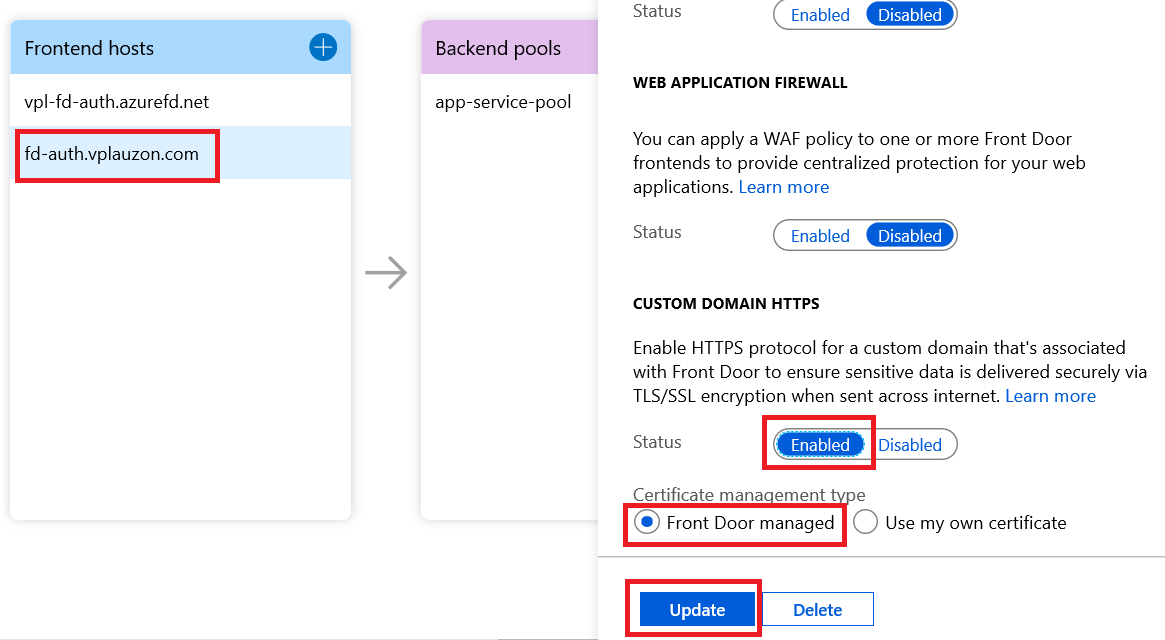 Frontend hosts
vpl-fd-auth.azurefd.net
fd-auth.vplauzon.com
Backend pools
app-service-pool
Status
Enabled Disabled
WEB APPLICATION FIREWALL
You can apply a WAF policy to one or more Front Door
frontends to provide centralized protection for your web
applications. Learn more
Status
Enabled Disabled
CUSTOM DOMAIN HTTPS
Enable HTTPS protocol for a custom domain that's associated
with Front Door to ensure sensitive data is delivered securely via
TLS/SSL encryption when sent across internet. Learn more
Status
Enabled Disabled
Certificate management type
Front Door managed Use my own certificate
Update Delete